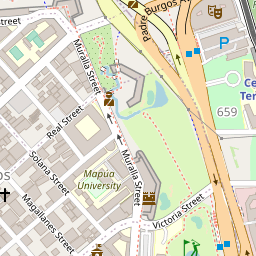 Street
Muralla Street
Padre Burgos
Real Street
Ce
Ter
659
P
Solana Street
Mapúa
University
Muralla Street
OS
Magallanes Street
Victoria Street